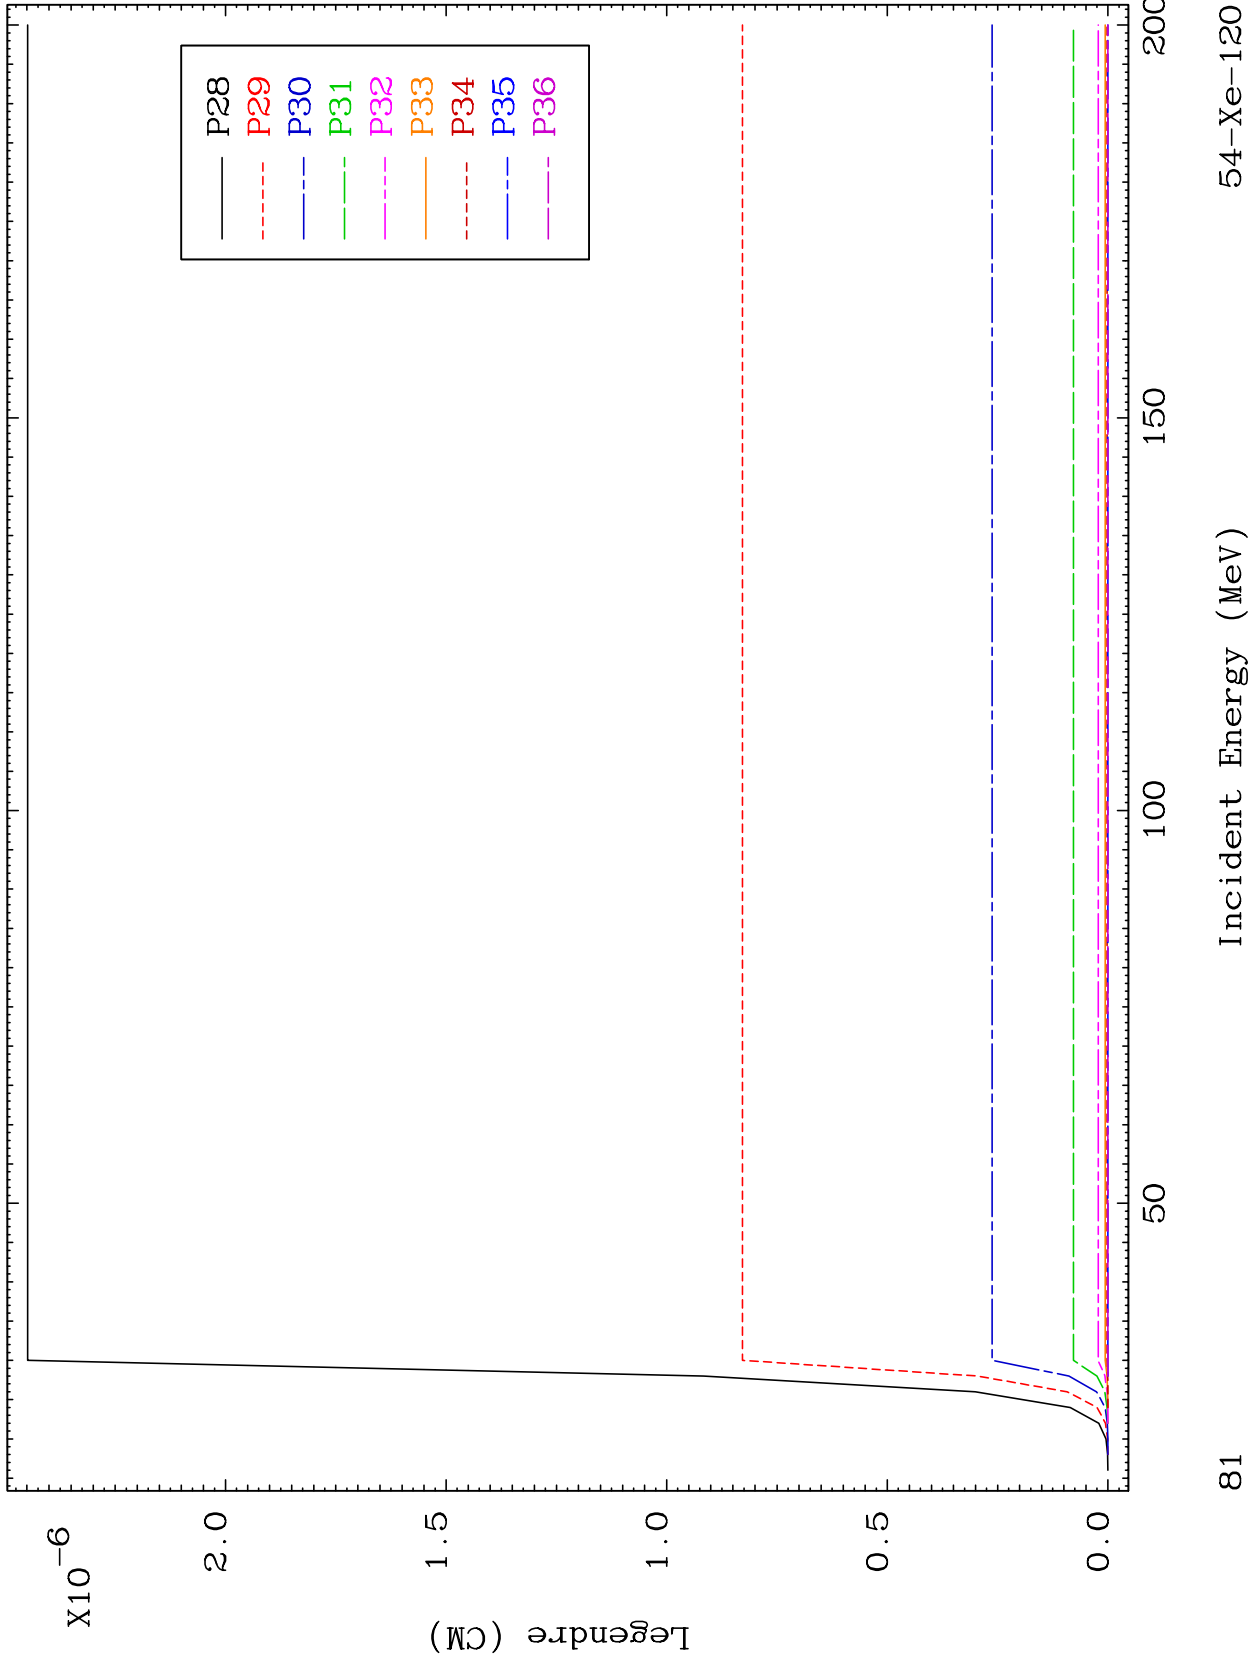 X10-6
Legendre (CM)
2.0
1.5
1.0
0.5
0.0
P28
P29
P30
P31
P32
P33
P34
P35
P36
50
100
150
200
81
Incident Energy (MeV)
54-Xe-120